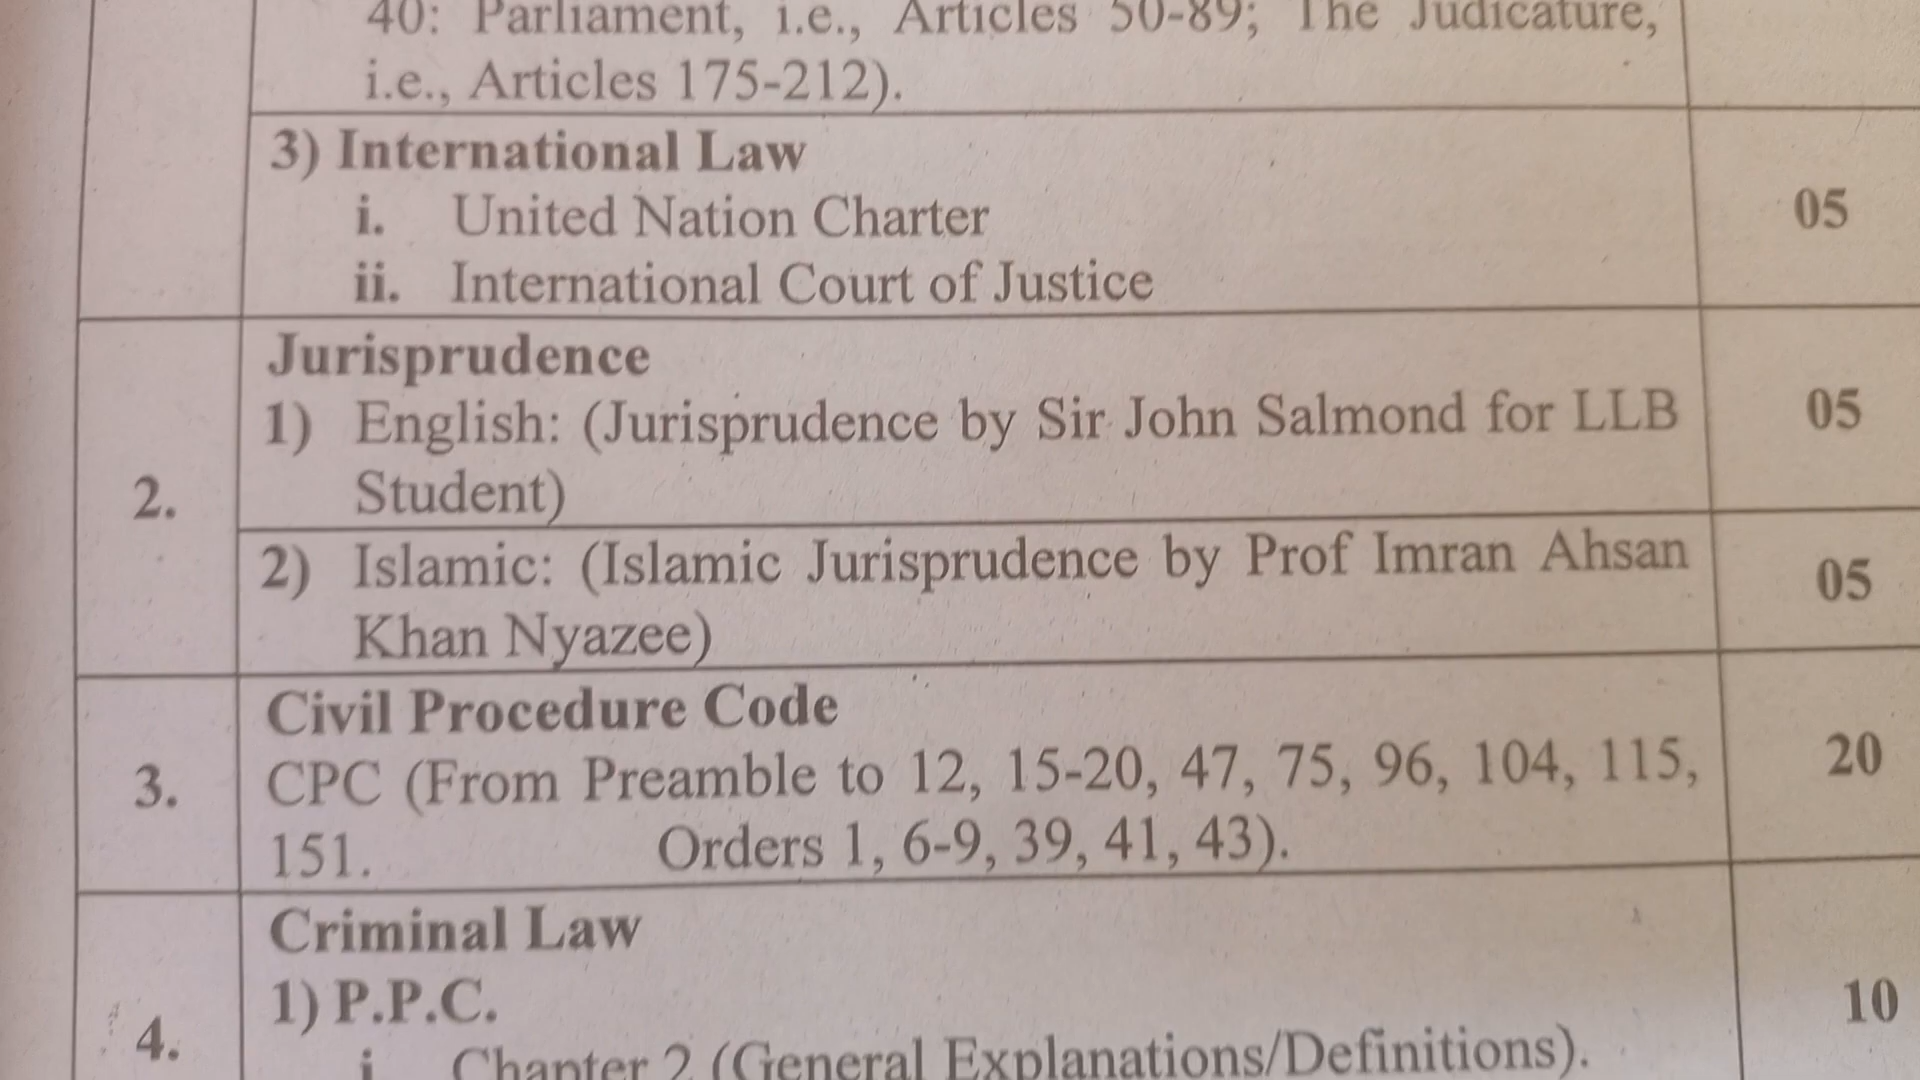 40: Parliament, i.e., Articles 50-89; The Judicature,
i.e., Articles 175-212).
3) International Law
i. United Nation Charter
ii. International Court of Justice
05
Jurisprudence
1) English: (Jurisprudence by Sir John Salmond for LLB
Student)
05
2.
2) Islamic: (Islamic Jurisprudence by Prof Imran Ahsan
Khan Nyazee)
05
Civil Procedure Code
3.
CPC (From Preamble to 12, 15-20, 47, 75, 96, 104, 115,
151. Orders 1, 6-9, 39, 41, 43).
20
Criminal Law
4.
1) P.P.C.
10
i. Chapter 2 (General Explanations/Definitions).